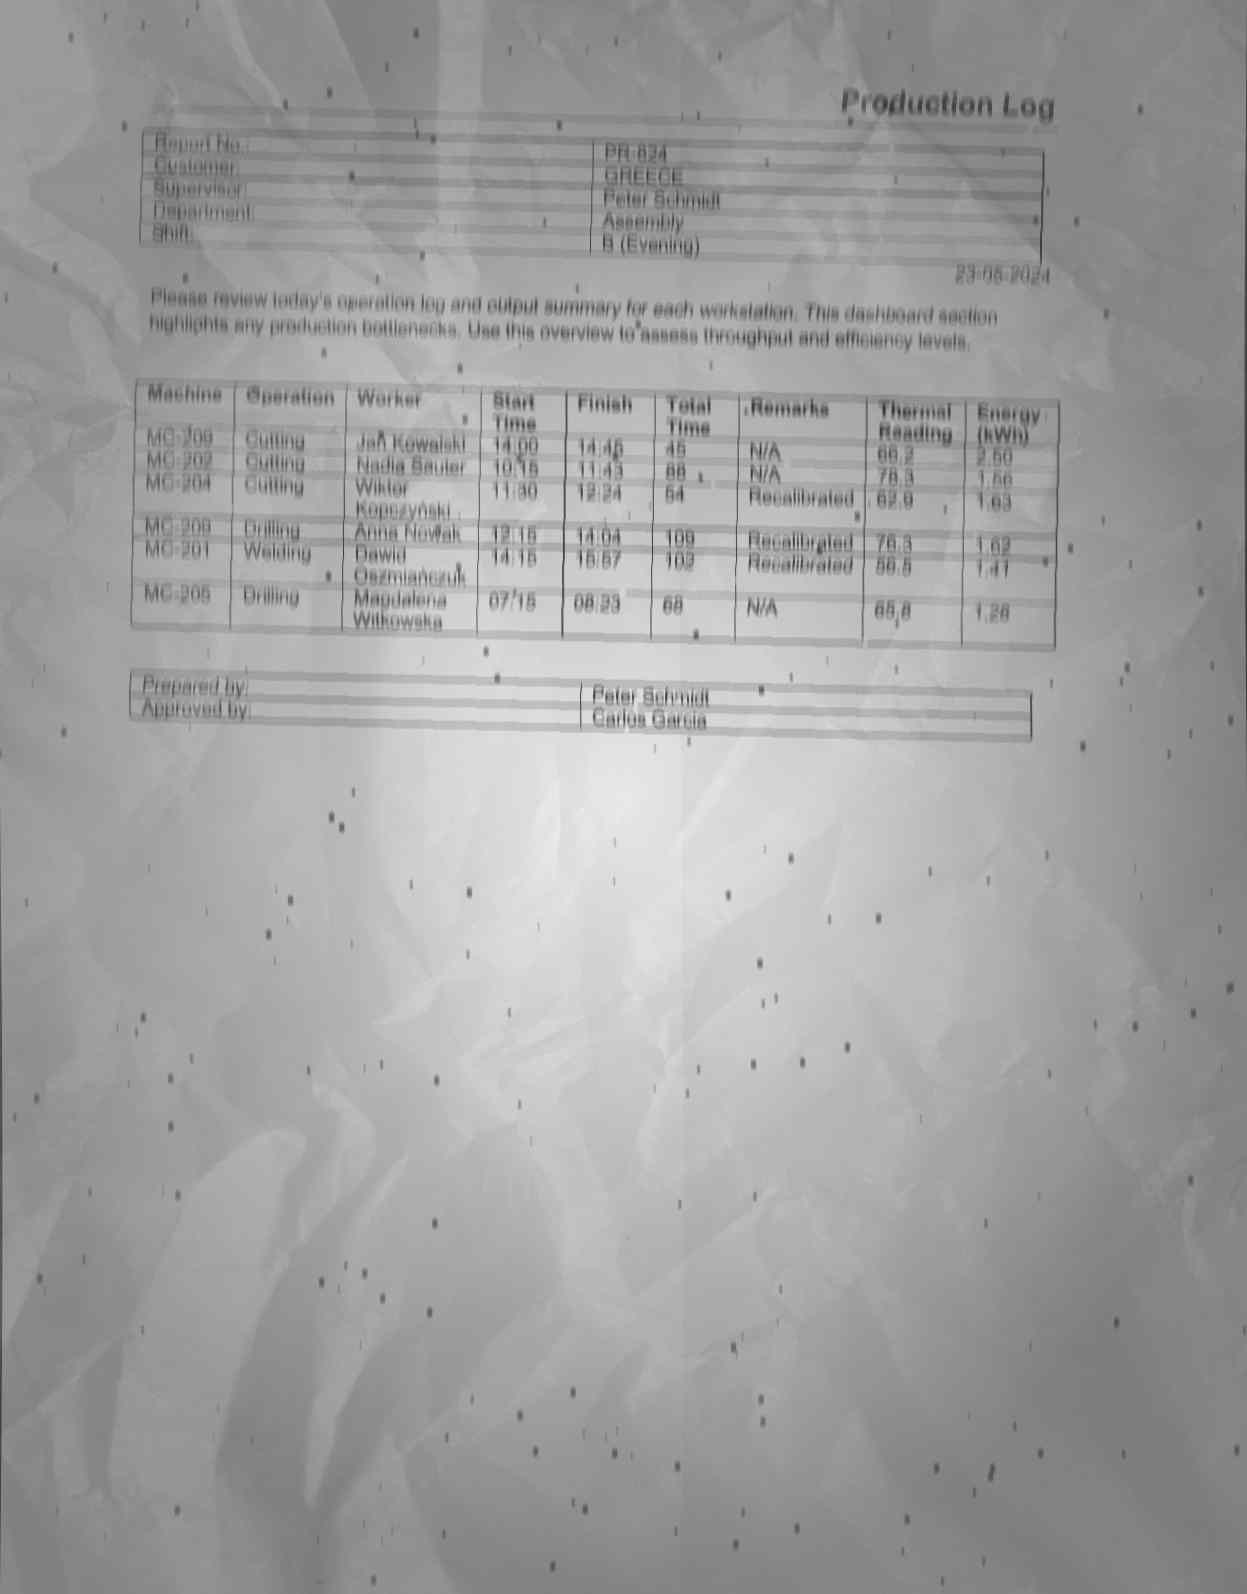 Production Log
Report No.: PR-824
Customer: GREECE
Supervisor: Peter Schmidt
Department: Assembly
Shift: B (Evening)
23-05-2024
Please review today's operation log and output summary for each workstation. This dashboard section
highlights any production bottlenecks. Use this overview to assess throughput and efficiency levels.
Machine Operation Worker Start Finish Total Remarks Thermal Energy
Time Time Reading (kWh)
MC-209 Cutting Jan Kowalski 14:00 14:45 45 N/A 66.2 2.50
MC-202 Cutting Nadia Sauter 10:15 11:43 88 N/A 76.3 1.56
MC-204 Cutting Wiktor 11:30 12:24 54 Recalibrated 62.9 1.63
Kopczyński
MC-209 Drilling Anna Nowak 12:15 14:04 109 Recalibrated 76.3 1.62
MC-201 Welding Dawid 14:15 15:57 102 Recalibrated 1.41
Oszmiańczuk
MC-205 Drilling Magdalena 07:15 08:23 68 N/A 65.8 1.26
Witkowska
Prepared by: Peter Schmidt
Approved by: Carlos Garcia